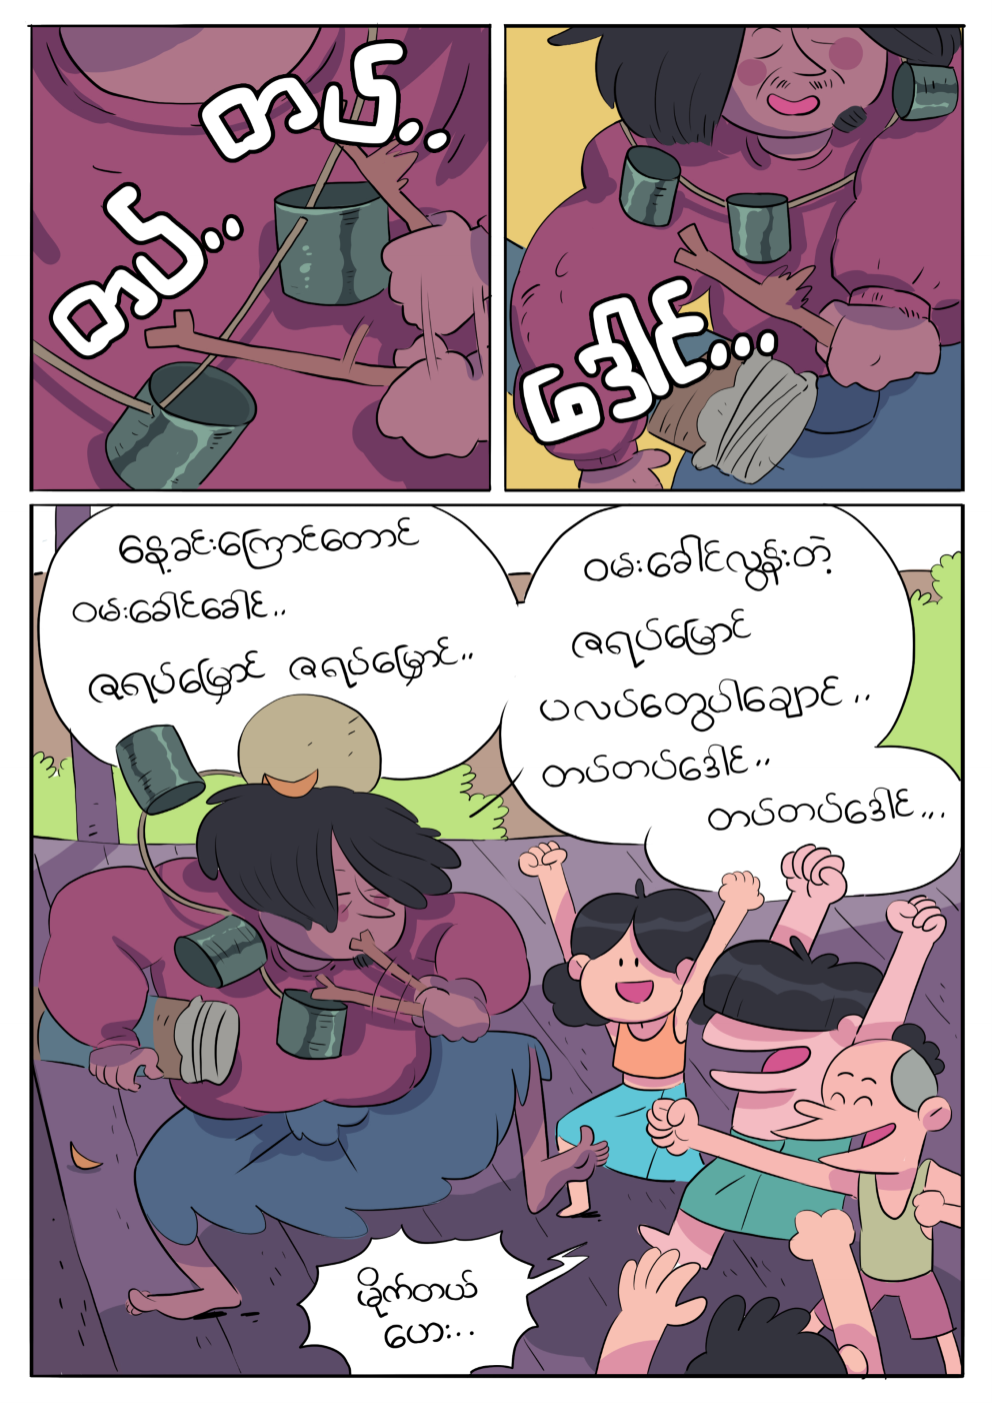 တပ်..
တပ်..
ဒေါင်...
နေ့ခင်းကြောင်တောင်
ဝမ်းခေါင်ခေါင်..
ဇရပ်မြှောင် ဇရပ်မြှောင်..
ဝမ်းခေါင်လွန်းတဲ့
ဇရပ်မြောင်
ပလပ်တွေပါချောင်..
တပ်တပ်ဒေါင်..
တပ်တပ်ဒေါင်...
မိုက်တယ်
ဟေး..